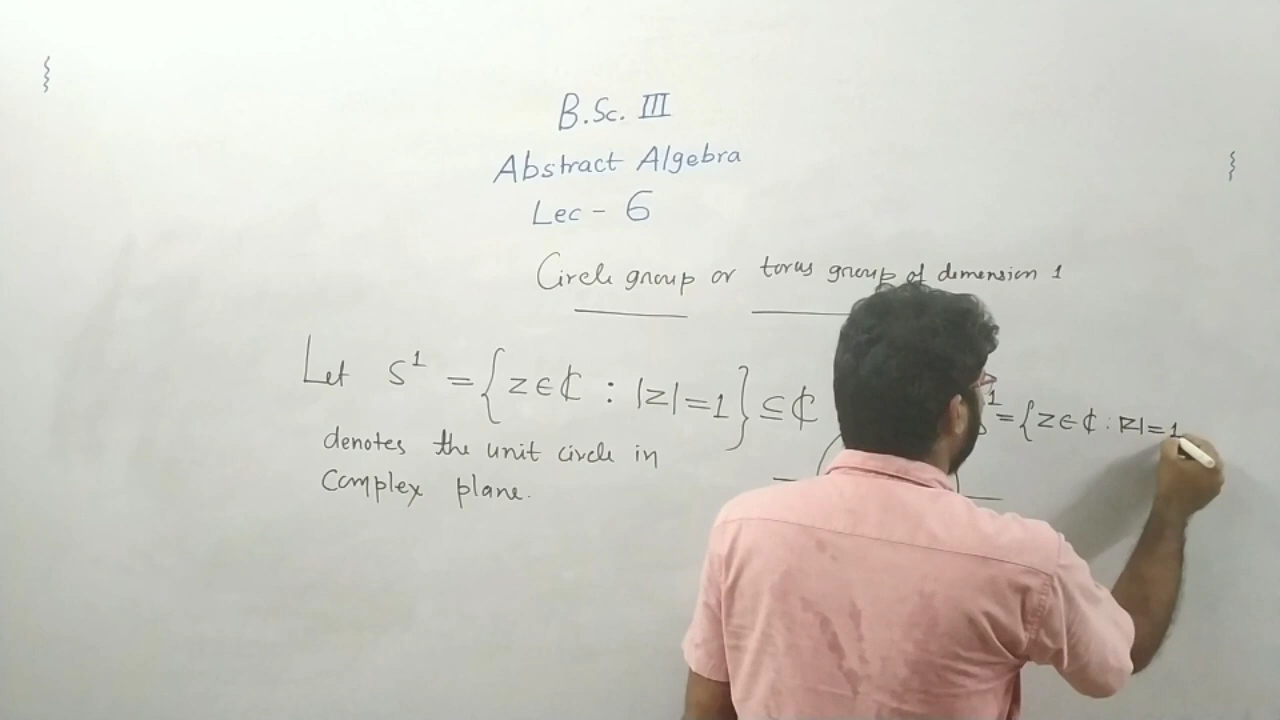 B.Sc. III
Abstract Algebra
Lec - 6
Circle group or torus group of dimension 1
Let S¹ = {z∈ℂ : |z|=1} ⊆ ℂ
denotes the unit circle in
Complex plane.
¹ = {z∈ℂ : |z|=1